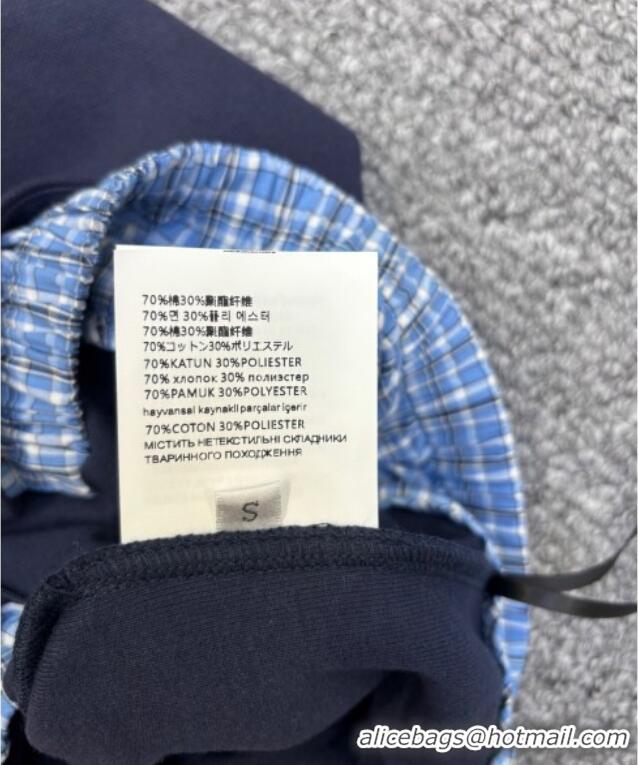 70%棉30%聚酯纤维
70%면 30%폴리 에스터
70%棉30%聚酯纤维
70%コットン30%ポリエステル
70%KATUN 30%POLIESTER
70% хлопок 30% полиэстер
70%PAMUK 30%POLYESTER
hayvansal kaynakli parçalar içerir
70%COTON 30%POLIESTER
МІСТИТЬ НЕТЕКСТИЛЬНІ СКЛАДНИКИ
ТВАРИННОГО ПОХОДЖЕННЯ
S
alicebags@hotmail.com